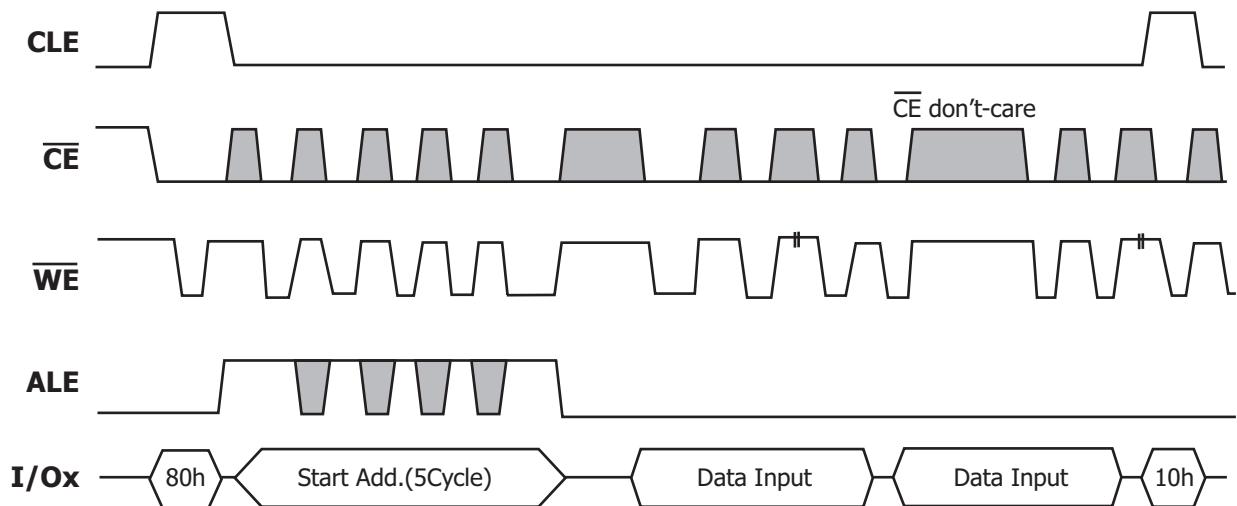 CLE
CE don't-care
CE
WE
ALE
I/Ox
80h
Start Add.(5Cycle)
Data Input
Data Input
10h